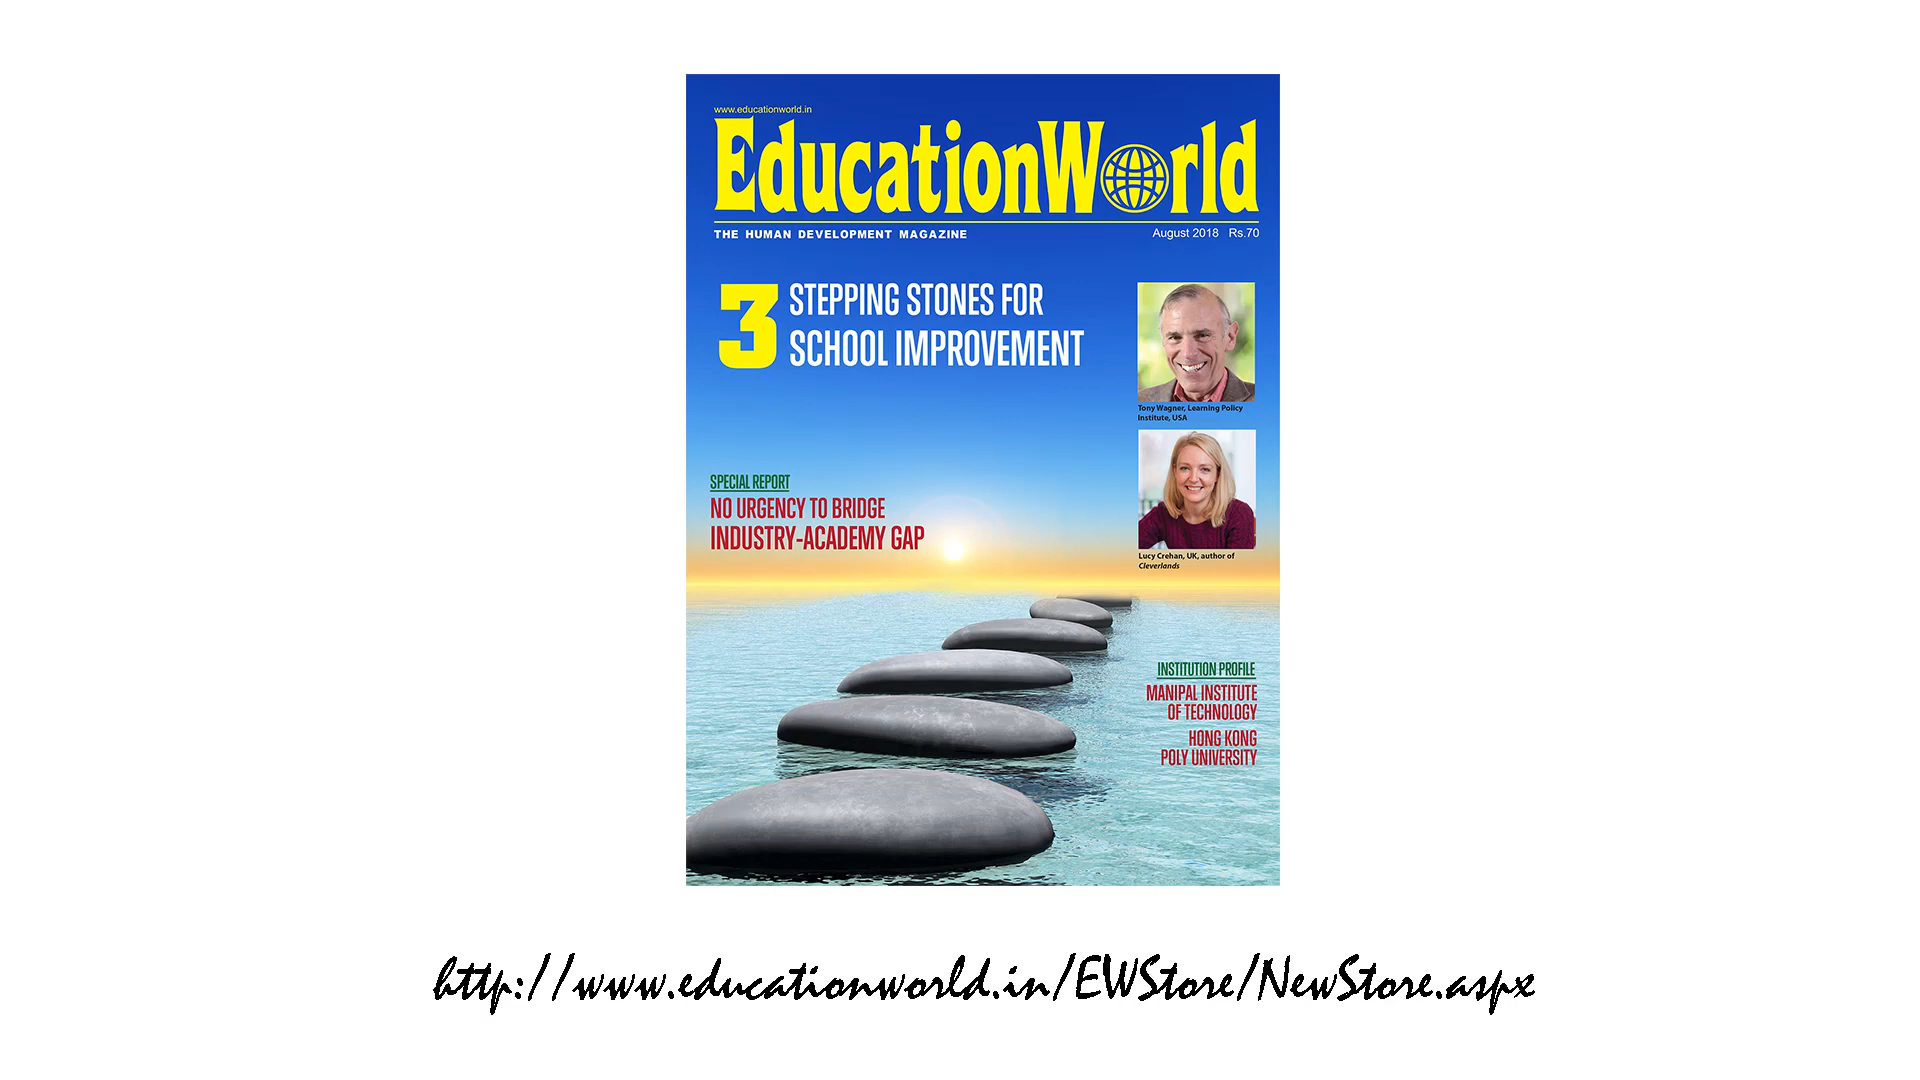 www.educationworld.in
EducationWorld
THE HUMAN DEVELOPMENT MAGAZINE
August 2018 Rs.70
3 STEPPING STONES FOR
SCHOOL IMPROVEMENT
Tony Wagner, Learning Policy
Institute, USA
SPECIAL REPORT
NO URGENCY TO BRIDGE
INDUSTRY-ACADEMY GAP
Lucy Crehan, UK, author of
Cleverlands
INSTITUTION PROFILE
MANIPAL INSTITUTE
OF TECHNOLOGY
HONG KONG
POLY UNIVERSITY
http://www.educationworld.in/EWStore/NewStore.aspx